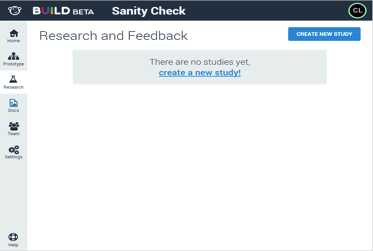 BUILD BETA Sanity Check CL
Home
Prototype
Research
Docs
Team
Settings
Help
Research and Feedback
CREATE NEW STUDY
There are no studies yet,
create a new study!